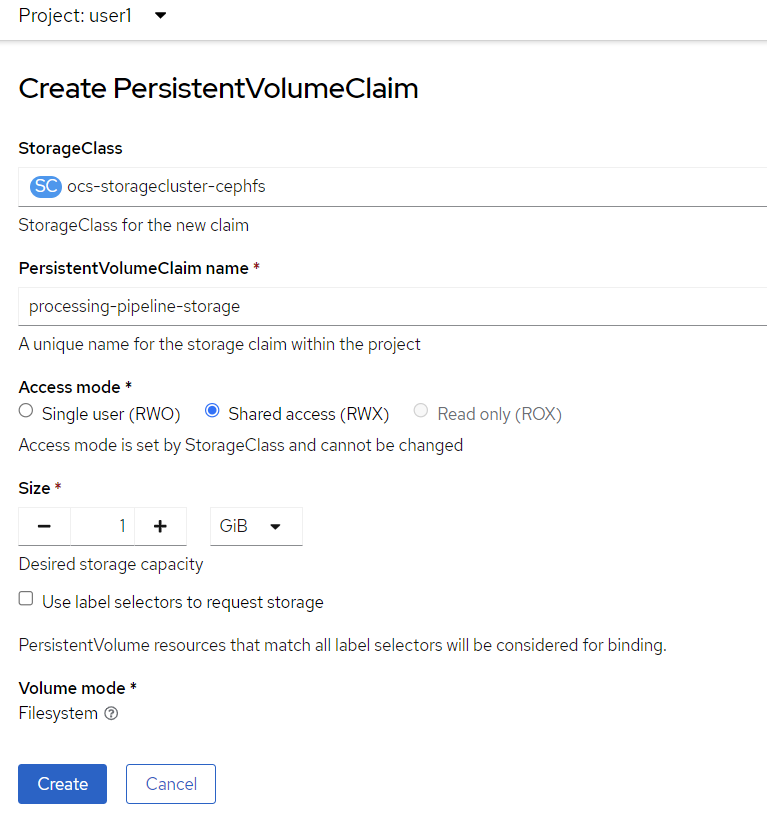 Project: user1
Create PersistentVolumeClaim
StorageClass
SC ocs-storagecluster-cephfs
StorageClass for the new claim
PersistentVolumeClaim name *
processing-pipeline-storage
A unique name for the storage claim within the project
Access mode *
Single user (RWO) Shared access (RWX) Read only (ROX)
Access mode is set by StorageClass and cannot be changed
Size *
1 GiB
Desired storage capacity
Use label selectors to request storage
PersistentVolume resources that match all label selectors will be considered for binding.
Volume mode *
Filesystem
Create Cancel